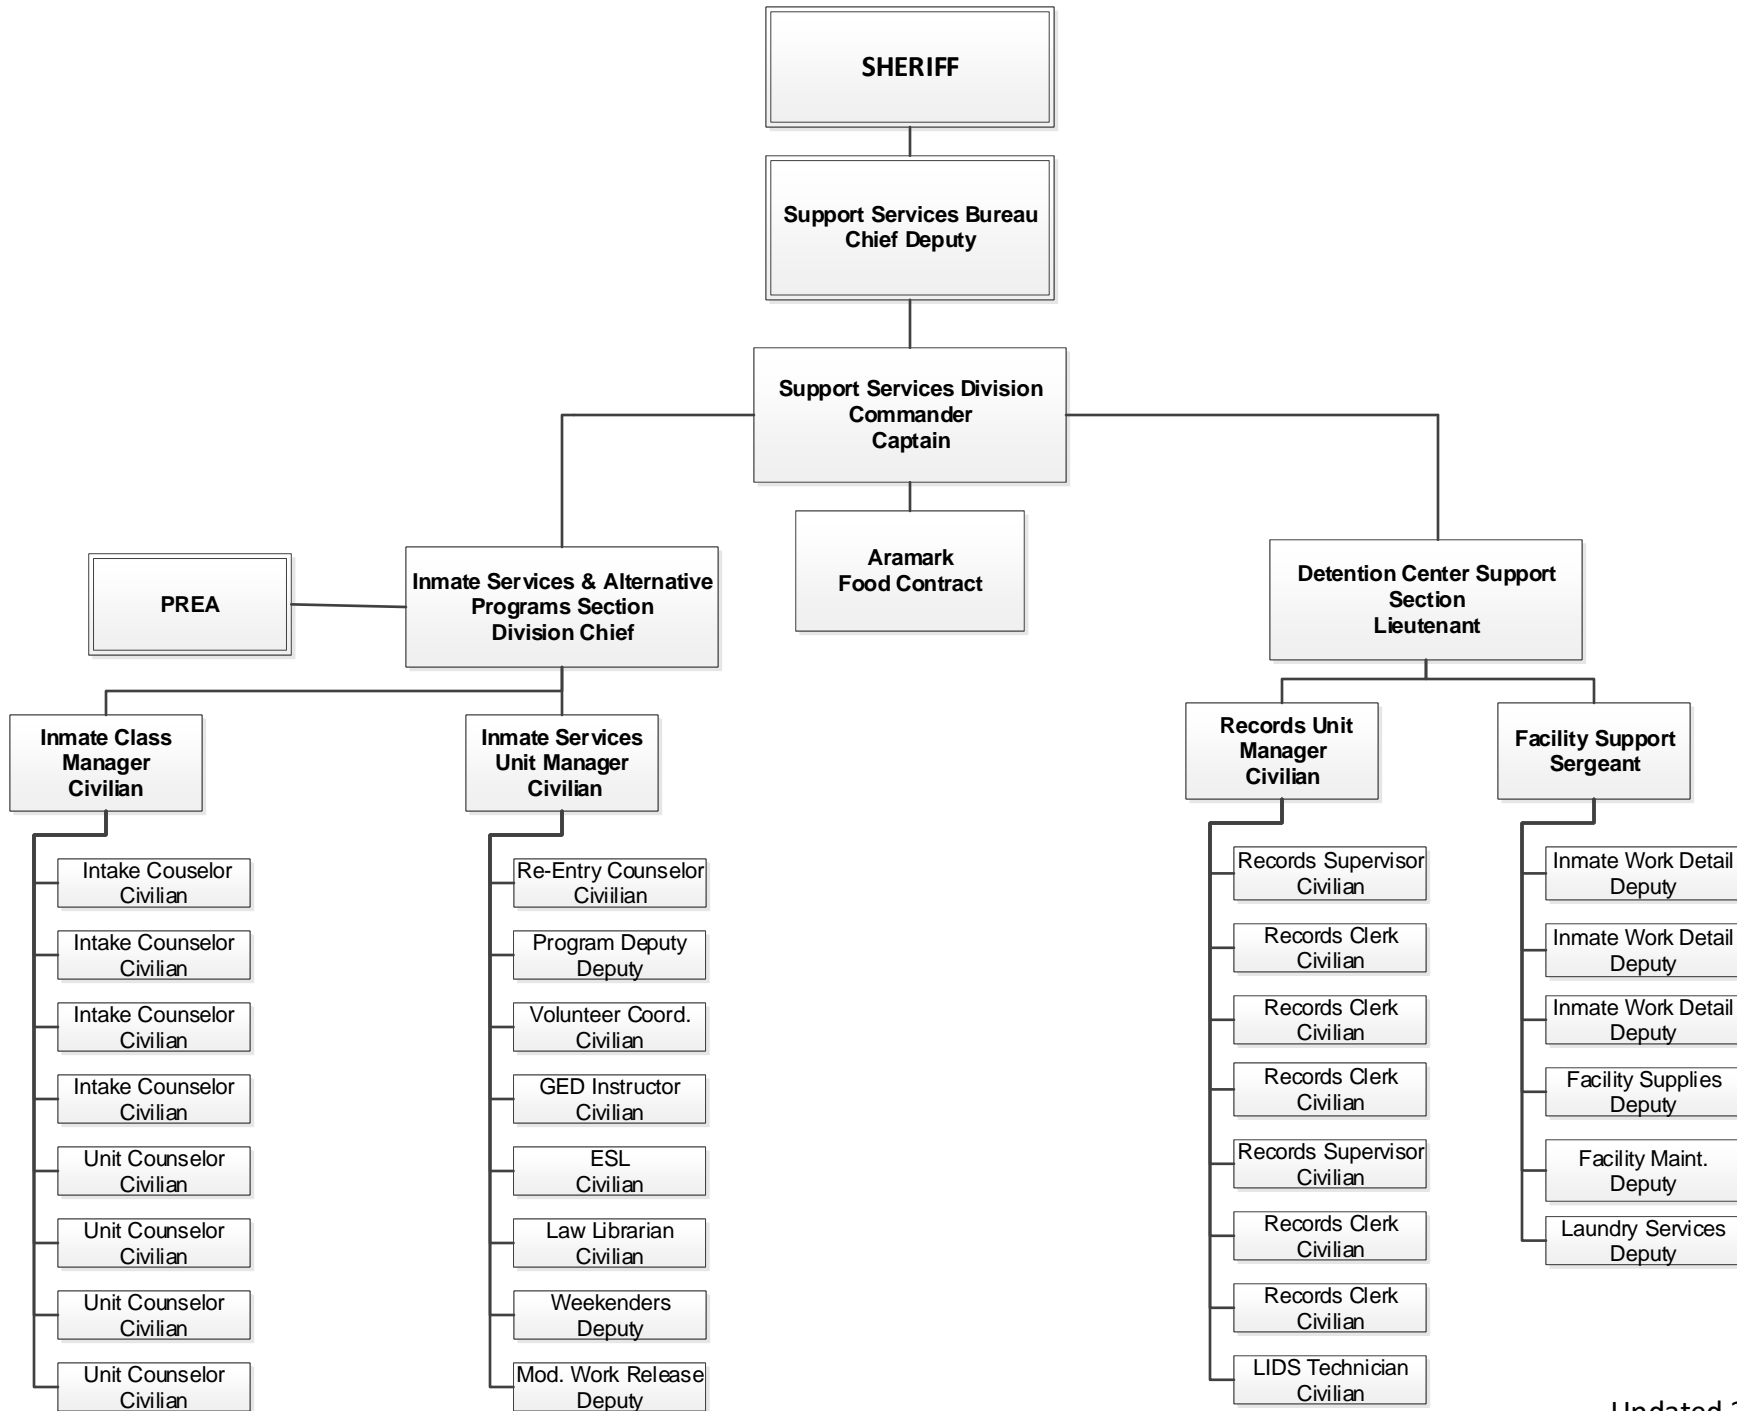 SHERIFF
Support Services Bureau
Chief Deputy
Support Services Division
Commander
Captain
Aramark
Food Contract
PREA
Inmate Services & Alternative
Programs Section
Division Chief
Detention Center Support
Section
Lieutenant
Inmate Class
Manager
Civilian
Intake Couselor
Civilian
Intake Counselor
Civilian
Intake Counselor
Civilian
Intake Counselor
Civilian
Unit Counselor
Civilian
Unit Counselor
Civilian
Unit Counselor
Civilian
Unit Counselor
Civilian
Inmate Services
Unit Manager
Civilian
Re-Entry Counselor
Civiilian
Program Deputy
Deputy
Volunteer Coord.
Civilian
GED Instructor
Civilian
ESL
Civilian
Law Librarian
Civilian
Weekenders
Deputy
Mod. Work Release
Deputy
Records Unit
Manager
Civilian
Records Supervisor
Civilian
Records Clerk
Civilian
Records Clerk
Civilian
Records Clerk
Civilian
Records Supervisor
Civilian
Records Clerk
Civilian
Records Clerk
Civilian
LIDS Technician
Civilian
Facility Support
Sergeant
Inmate Work Detail
Deputy
Inmate Work Detail
Deputy
Inmate Work Detail
Deputy
Facility Supplies
Deputy
Facility Maint.
Deputy
Laundry Services
Deputy
Updated